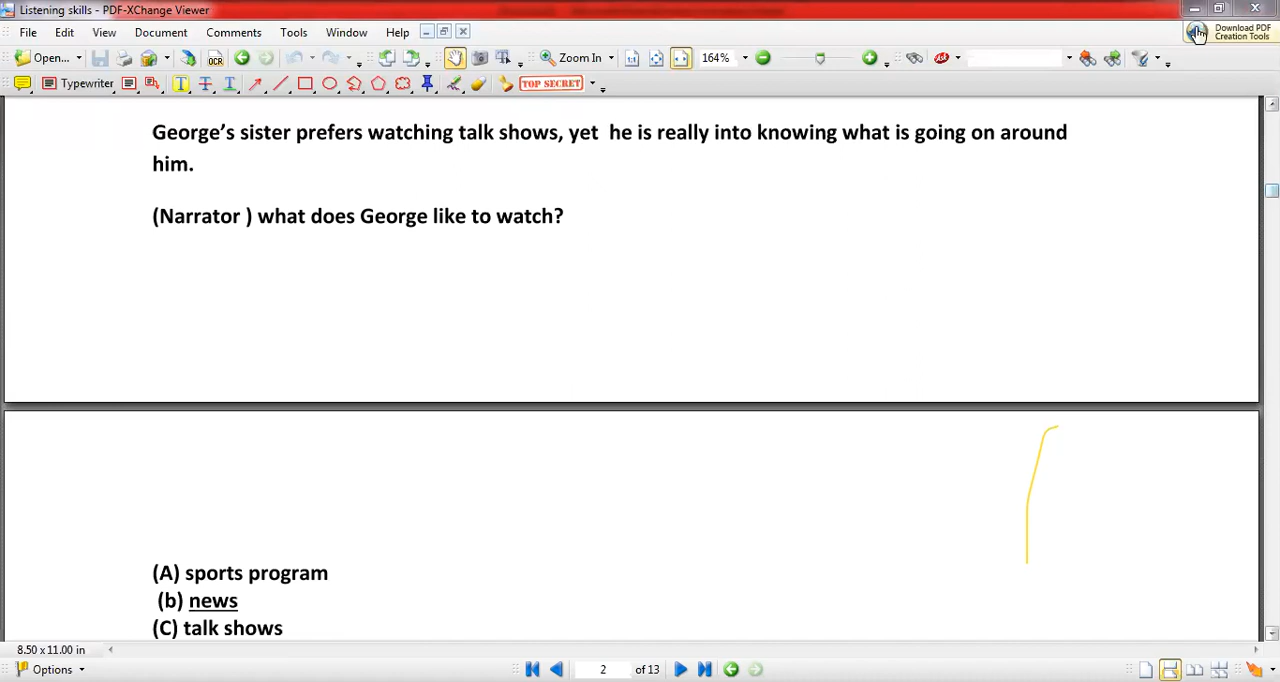 Listening skills - PDF-XChange Viewer
File Edit View Document Comments Tools Window Help
Download PDF
Creation Tools
Open... OCR Zoom In 164%
Typewriter TOP SECRET
George's sister prefers watching talk shows, yet he is really into knowing what is going on around
him.
(Narrator ) what does George like to watch?
(A) sports program
(b) news
(C) talk shows
8.50 x 11.00 in
Options 2 of 13